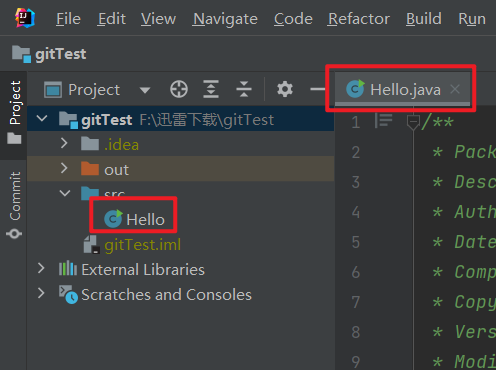 File Edit View Navigate Code Refactor Build Run
gitTest
Project
Hello.java
Project
Commit
gitTest F:\迅雷下载\gitTest
.idea
out
src
Hello
gitTest.iml
External Libraries
Scratches and Consoles
1 /**
2 * Pack
3 * Desc
4 * Auth
5 * Date
6 * Comp
7 * Copy
8 * Vers
9 * Modi